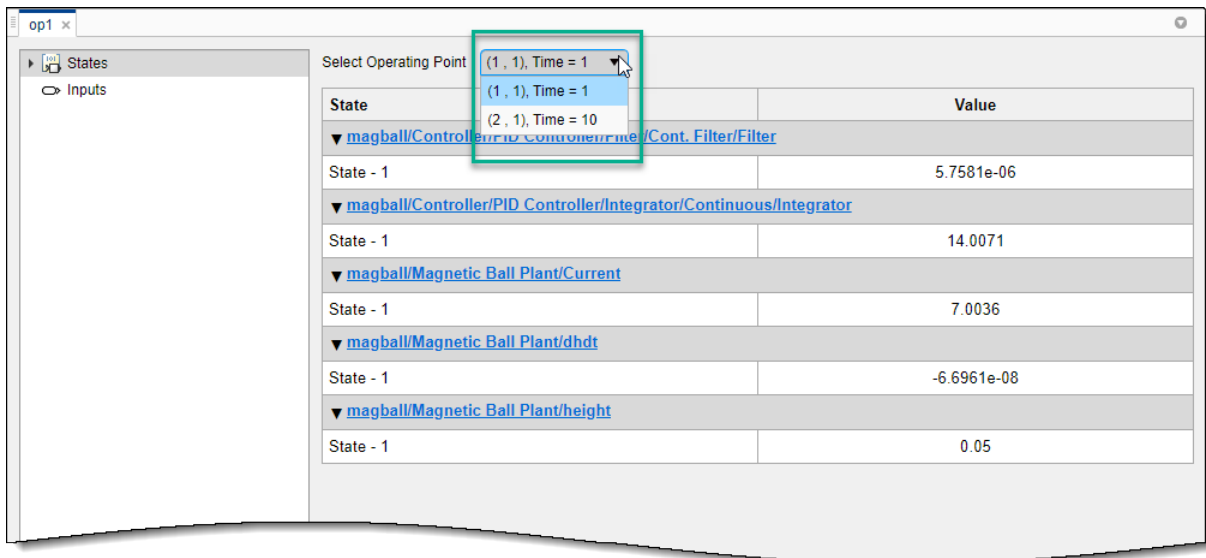 op1 ×
States
Inputs
Select Operating Point (1 , 1), Time = 1
(1 , 1), Time = 1
(2 , 1), Time = 10
State Value
magball/Controller/PID Controller/Filter/Cont. Filter/Filter
State - 1 5.7581e-06
magball/Controller/PID Controller/Integrator/Continuous/Integrator
State - 1 14.0071
magball/Magnetic Ball Plant/Current
State - 1 7.0036
magball/Magnetic Ball Plant/dhdt
State - 1 -6.6961e-08
magball/Magnetic Ball Plant/height
State - 1 0.05